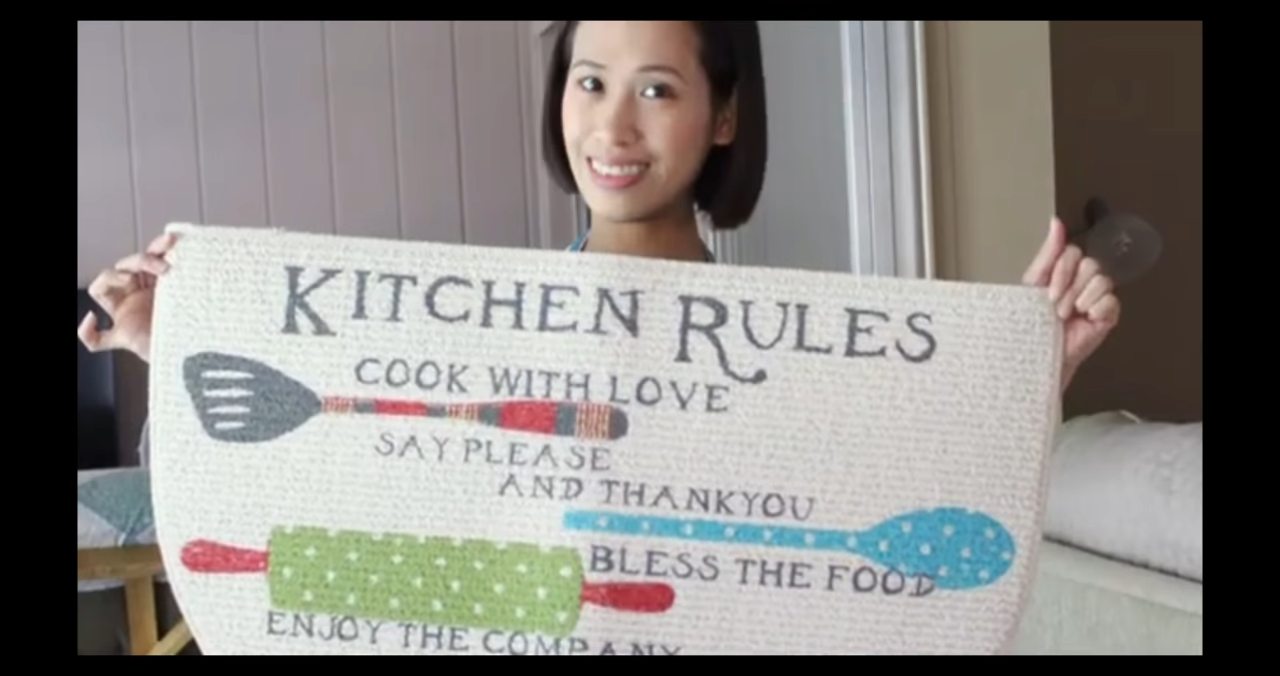 KITCHEN RULES
COOK WITH LOVE
SAY PLEASE
AND THANKYOU
BLESS THE FOOD
ENJOY THE COMPANY